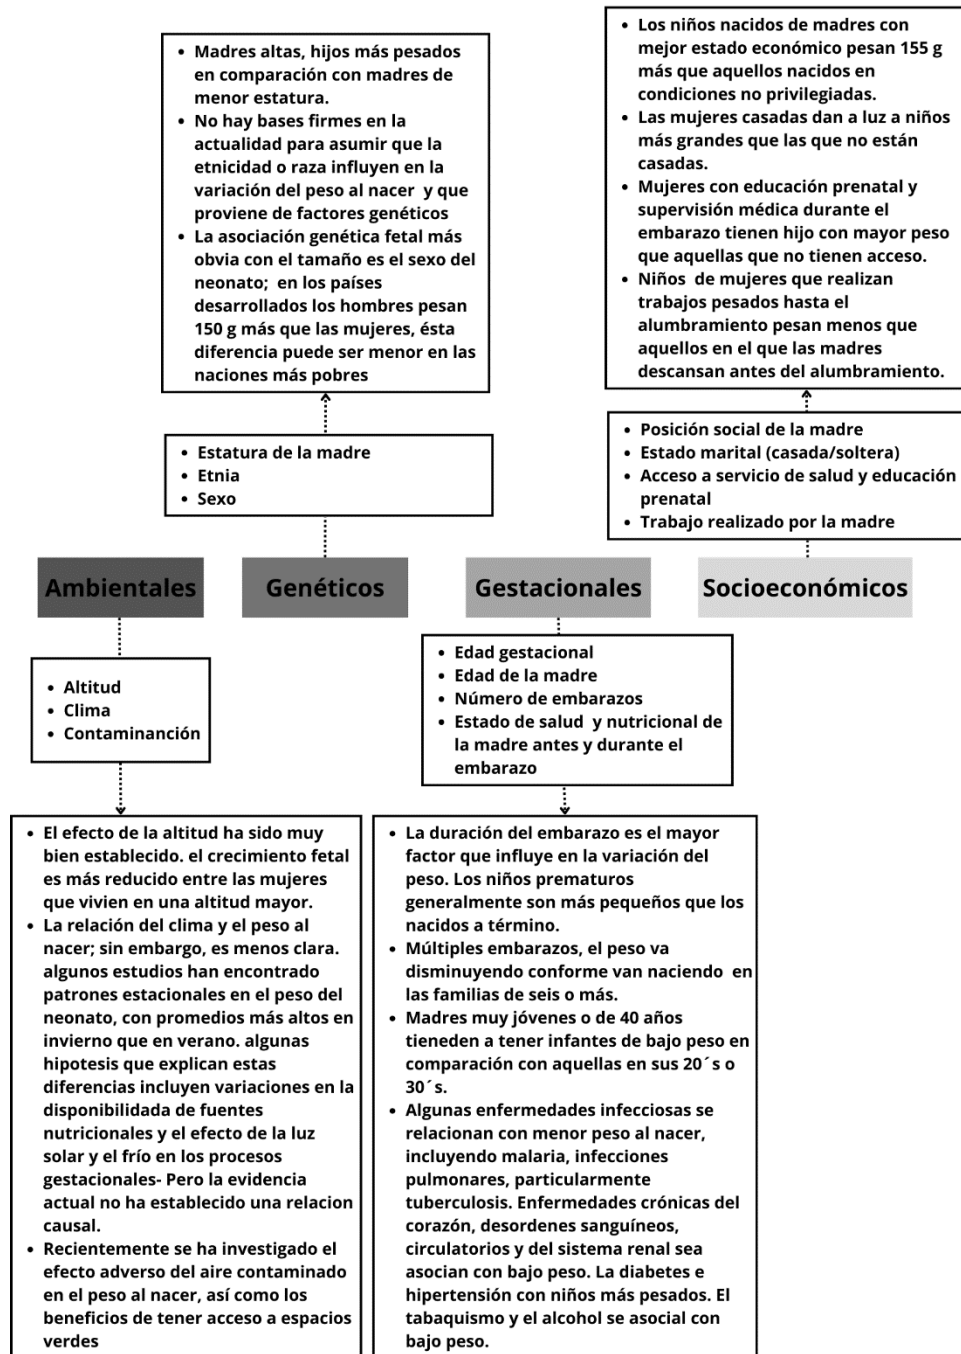 • Madres altas, hijos más pesados
en comparación con madres de
menor estatura.
• No hay bases firmes en la
actualidad para asumir que la
etnicidad o raza influyen en la
variación del peso al nacer y que
proviene de factores genéticos
• La asociación genética fetal más
obvia con el tamaño es el sexo del
neonato; en los países
desarrollados los hombres pesan
150 g más que las mujeres, ésta
diferencia puede ser menor en las
naciones más pobres
• Los niños nacidos de madres con
mejor estado económico pesan 155 g
más que aquellos nacidos en
condiciones no privilegiadas.
• Las mujeres casadas dan a luz a niños
más grandes que las que no están
casadas.
• Mujeres con educación prenatal y
supervisión médica durante el
embarazo tienen hijo con mayor peso
que aquellas que no tienen acceso.
• Niños de mujeres que realizan
trabajos pesados hasta el
alumbramiento pesan menos que
aquellos en el que las madres
descansan antes del alumbramiento.
• Estatura de la madre
• Etnia
• Sexo
• Posición social de la madre
• Estado marital (casada/soltera)
• Acceso a servicio de salud y educación
prenatal
• Trabajo realizado por la madre
Ambientales
Genéticos
Gestacionales
Socioeconómicos
• Altitud
• Clima
• Contaminanción
• Edad gestacional
• Edad de la madre
• Número de embarazos
• Estado de salud y nutricional de
la madre antes y durante el
embarazo
• El efecto de la altitud ha sido muy
bien establecido. el crecimiento fetal
es más reducido entre las mujeres
que vivien en una altitud mayor.
• La relación del clima y el peso al
nacer; sin embargo, es menos clara.
algunos estudios han encontrado
patrones estacionales en el peso del
neonato, con promedios más altos en
invierno que en verano. algunas
hipotesis que explican estas
diferencias incluyen variaciones en la
disponibilidada de fuentes
nutricionales y el efecto de la luz
solar y el frío en los procesos
gestacionales- Pero la evidencia
actual no ha establecido una relacion
causal.
• Recientemente se ha investigado el
efecto adverso del aire contaminado
en el peso al nacer, así como los
beneficios de tener acceso a espacios
verdes
• La duración del embarazo es el mayor
factor que influye en la variación del
peso. Los niños prematuros
generalmente son más pequeños que los
nacidos a término.
• Múltiples embarazos, el peso va
disminuyendo conforme van naciendo en
las familias de seis o más.
• Madres muy jóvenes o de 40 años
tieneden a tener infantes de bajo peso en
comparación con aquellas en sus 20´s o
30´s.
• Algunas enfermedades infecciosas se
relacionan con menor peso al nacer,
incluyendo malaria, infecciones
pulmonares, particularmente
tuberculosis. Enfermedades crónicas del
corazón, desordenes sanguíneos,
circulatorios y del sistema renal sea
asocian con bajo peso. La diabetes e
hipertensión con niños más pesados. El
tabaquismo y el alcohol se asocial con
bajo peso.